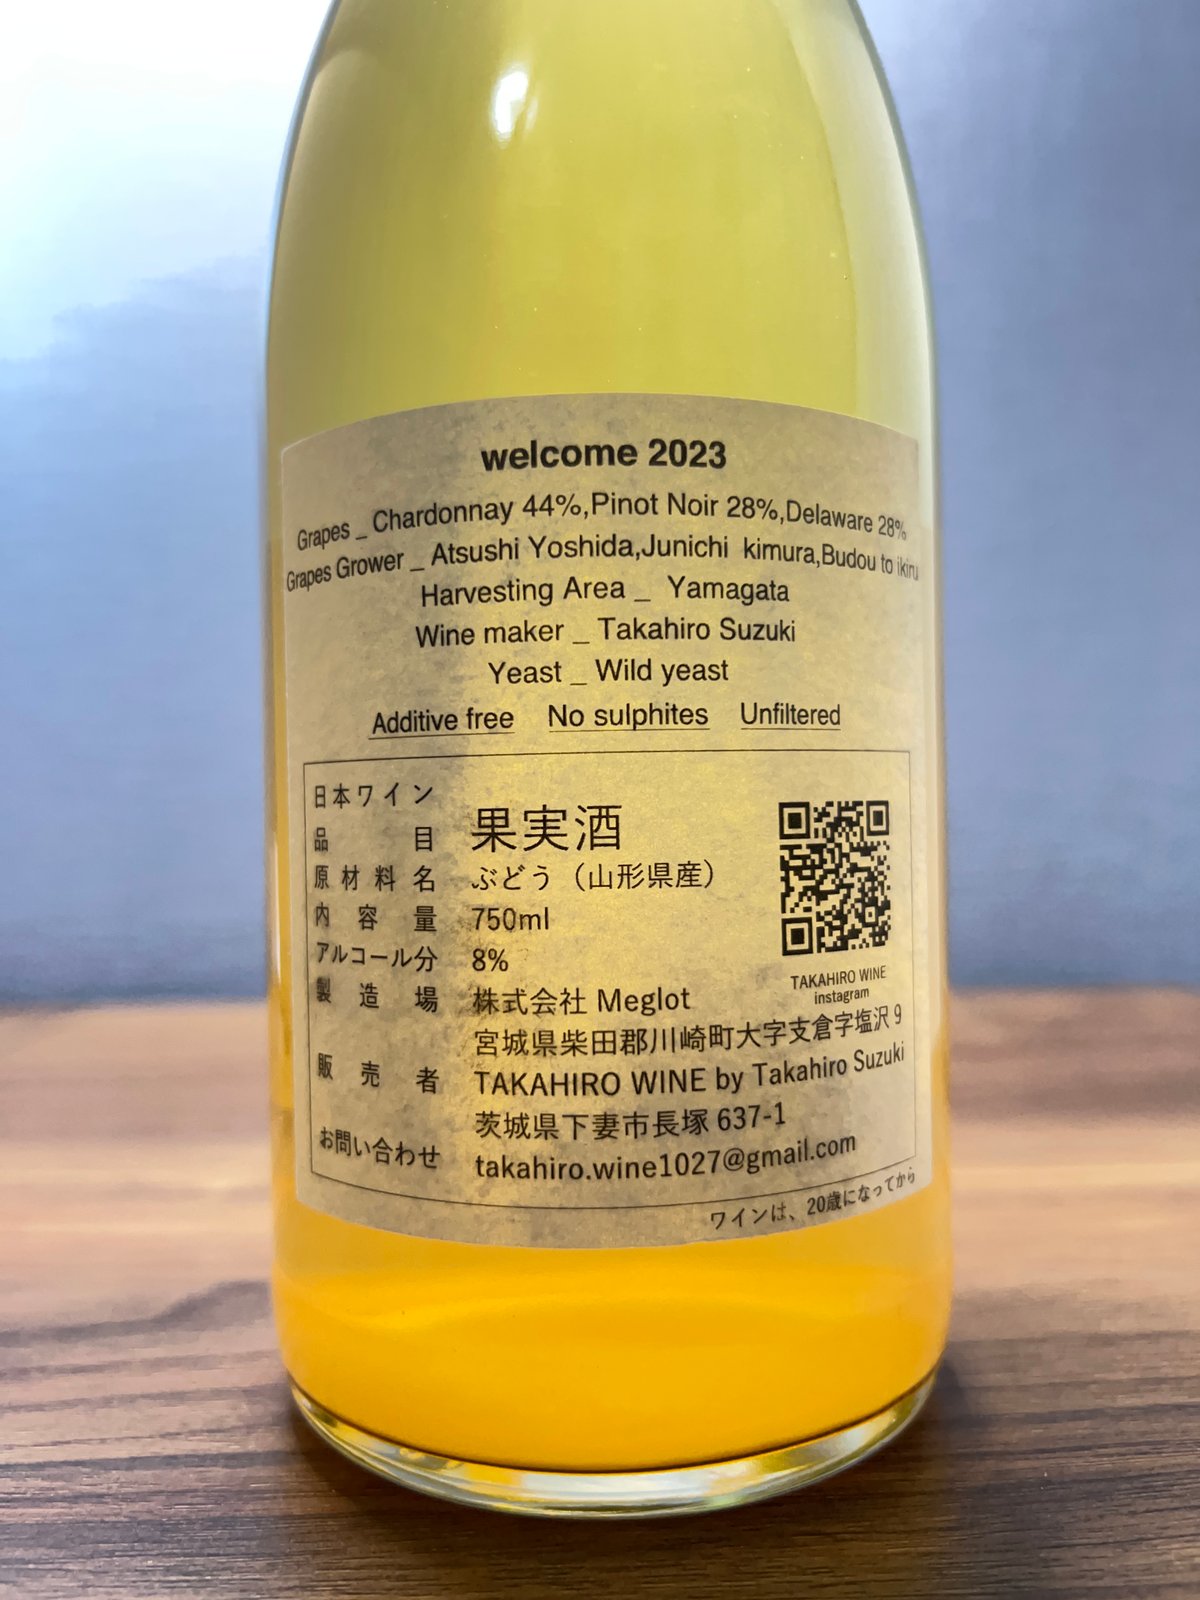 welcome 2023
Grapes _ Chardonnay 44%,Pinot Noir 28%,Delaware 28%
Grapes Grower _ Atsushi Yoshida,Junichi kimura,Budou to ikiru
Harvesting Area _ Yamagata
Wine maker _ Takahiro Suzuki
Yeast _ Wild yeast
Additive free No sulphites Unfiltered
日本ワイン
品目 果実酒
原材料名 ぶどう（山形県産）
内容量 750ml
アルコール分 8%
製造場 株式会社 Meglot
宮城県柴田郡川崎町大字支倉字塩沢 9
販売者 TAKAHIRO WINE by Takahiro Suzuki
茨城県下妻市長塚 637-1
お問い合わせ takahiro.wine1027@gmail.com
TAKAHIRO WINE
instagram
ワインは、20歳になってから